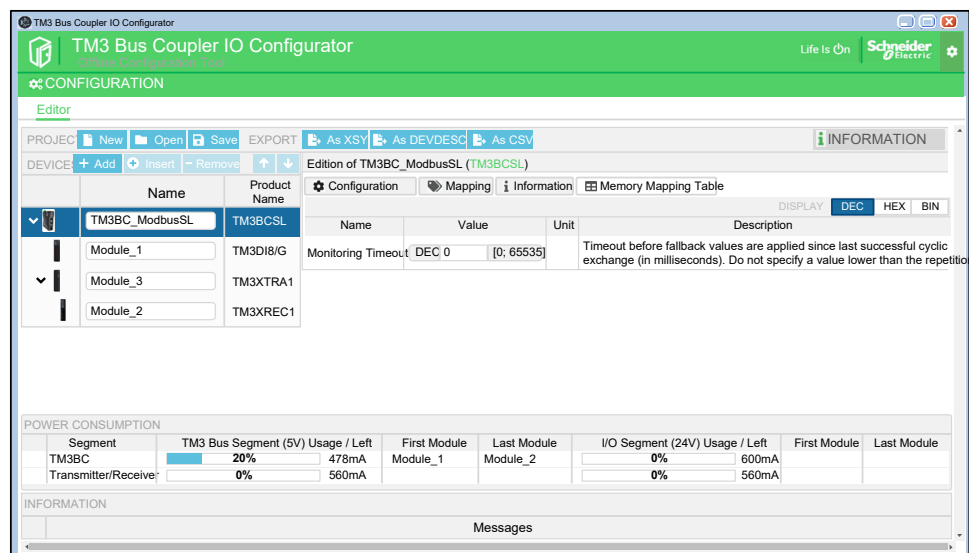 TM3 Bus Coupler IO Configurator
TM3 Bus Coupler IO Configurator
Offline Configuration Tool
Life Is On
Schneider Electric
CONFIGURATION
Editor
PROJEC New Open Save EXPORT As XSY As DEVDESC As CSV
INFORMATION
DEVICE Add Insert Remove
Edition of TM3BC_ModbusSL (TM3BCSL)
Name Product Name
Configuration Mapping Information Memory Mapping Table
DISPLAY DEC HEX BIN
Name Value Unit Description
TM3BC_ModbusSL TM3BCSL
Module_1 TM3DI8/G
Module_3 TM3XTRA1
Module_2 TM3XREC1
Monitoring Timeout DEC 0 [0; 65535]
Timeout before fallback values are applied since last successful cyclic
exchange (in milliseconds). Do not specify a value lower than the repetitio
POWER CONSUMPTION
Segment TM3 Bus Segment (5V) Usage / Left First Module Last Module I/O Segment (24V) Usage / Left First Module Last Module
TM3BC 20% 478mA Module_1 Module_2 0% 600mA
Transmitter/Receiver 0% 560mA 0% 560mA
INFORMATION
Messages